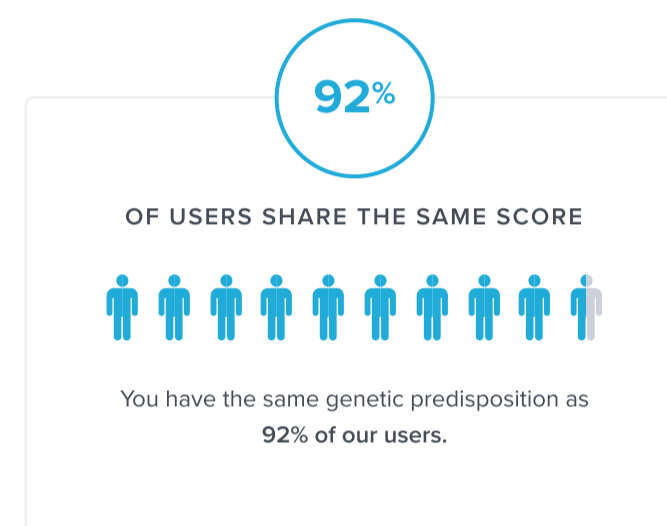 92%
OF USERS SHARE THE SAME SCORE
You have the same genetic predisposition as
92% of our users.